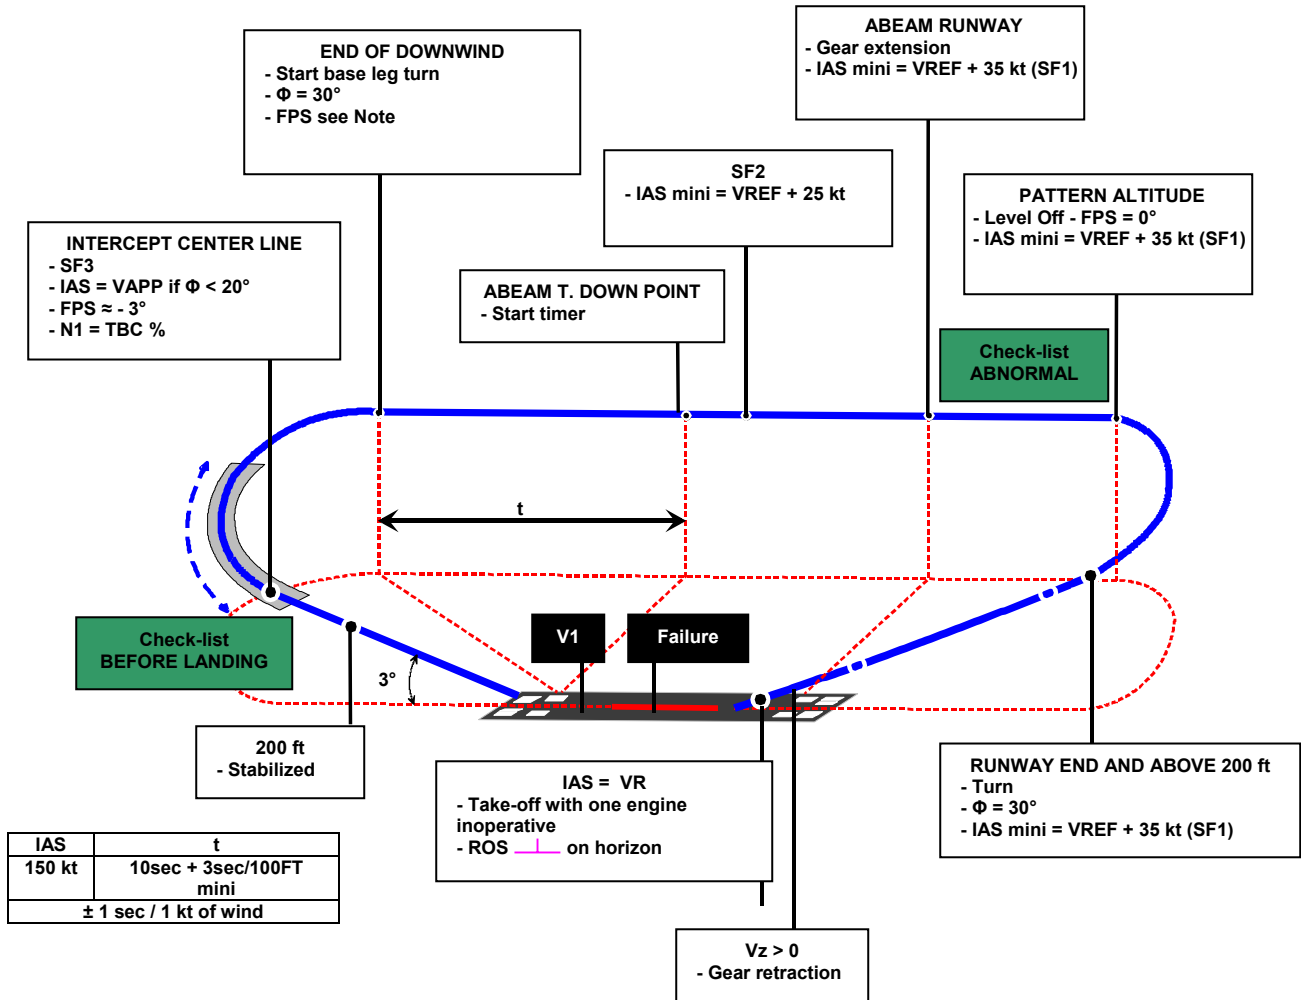 END OF DOWNWIND
- Start base leg turn
- Φ = 30°
- FPS see Note
ABEAM RUNWAY
- Gear extension
- IAS mini = VREF + 35 kt (SF1)
SF2
- IAS mini = VREF + 25 kt
PATTERN ALTITUDE
- Level Off - FPS = 0°
- IAS mini = VREF + 35 kt (SF1)
INTERCEPT CENTER LINE
- SF3
- IAS = VAPP if Φ < 20°
- FPS ≈ - 3°
- N1 = TBC %
ABEAM T. DOWN POINT
- Start timer
Check-list
ABNORMAL
t
Check-list
BEFORE LANDING
V1
Failure
3°
200 ft
- Stabilized
IAS = VR
- Take-off with one engine
inoperative
- ROS on horizon
RUNWAY END AND ABOVE 200 ft
- Turn
- Φ = 30°
- IAS mini = VREF + 35 kt (SF1)
IAS t
150 kt 10sec + 3sec/100FT
mini
± 1 sec / 1 kt of wind
Vz > 0
- Gear retraction